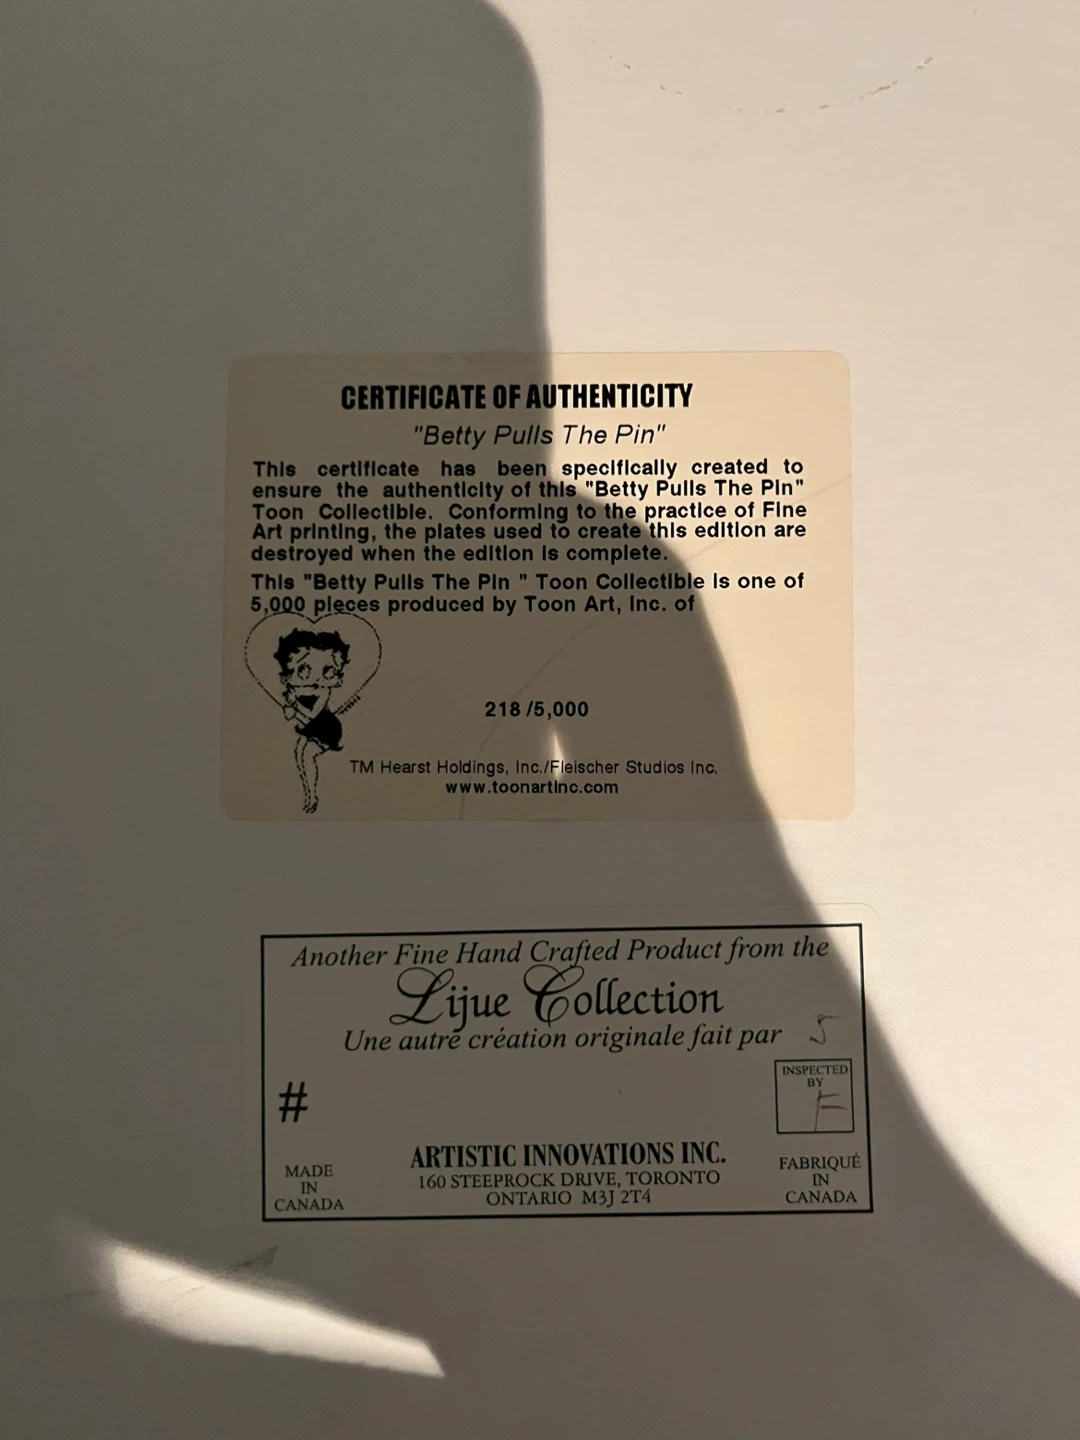 CERTIFICATE OF AUTHENTICITY
"Betty Pulls The Pin"
This certificate has been specifically created to
ensure the authenticity of this "Betty Pulls The Pin"
Toon Collectible. Conforming to the practice of Fine
Art printing, the plates used to create this edition are
destroyed when the edition is complete.
This "Betty Pulls The Pin " Toon Collectible is one of
5,000 pieces produced by Toon Art, Inc. of
218 /5,000
TM Hearst Holdings, Inc./Fleischer Studios Inc.
www.toonartinc.com
Another Fine Hand Crafted Product from the
Lijue Collection
Une autre création originale fait par
#
INSPECTED
BY
ARTISTIC INNOVATIONS INC.
160 STEEPROCK DRIVE, TORONTO
ONTARIO M3J 2T4
MADE
IN
CANADA
FABRIQUÉ
IN
CANADA